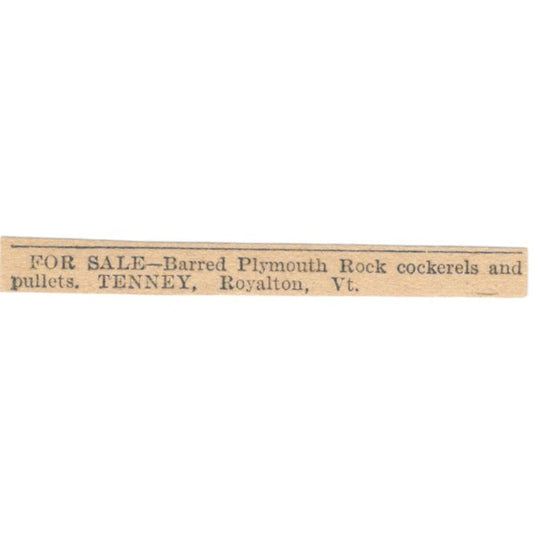 FOR SALE—Barred Plymouth Rock cockerels and
pullets. TENNEY, Royalton, Vt.